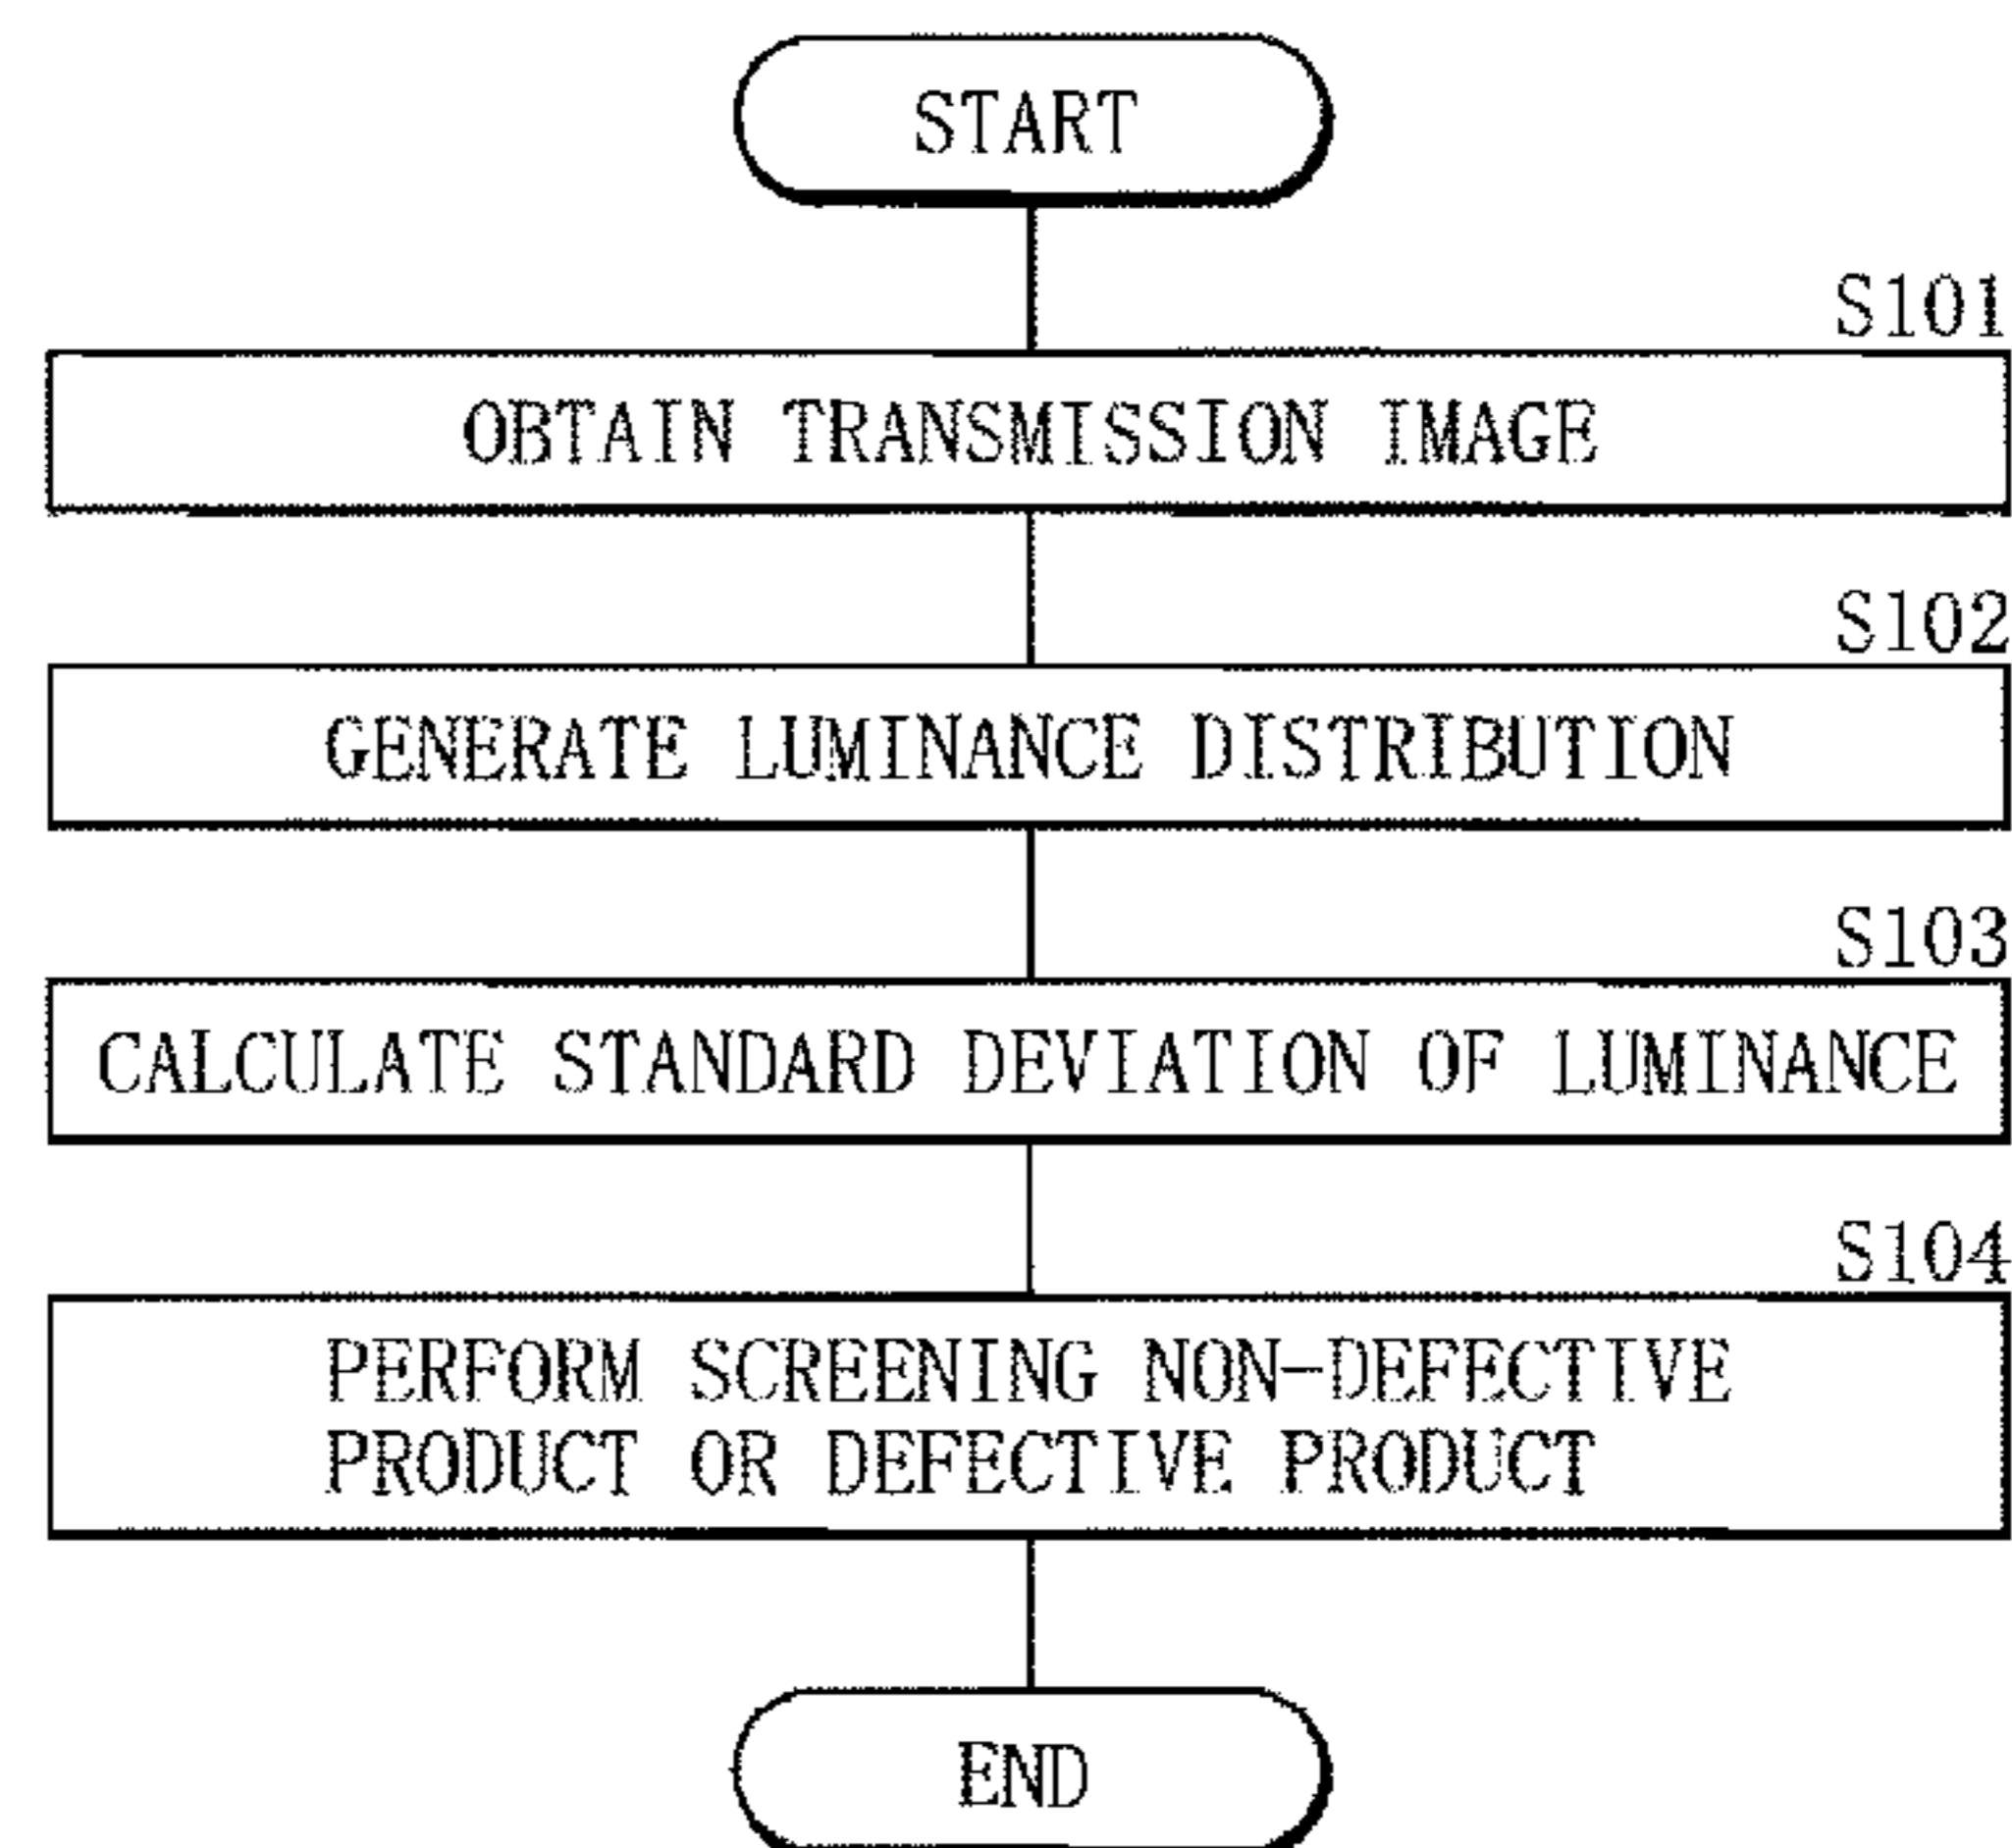 START
S101
OBTAIN TRANSMISSION IMAGE
S102
GENERATE LUMINANCE DISTRIBUTION
S103
CALCULATE STANDARD DEVIATION OF LUMINANCE
S104
PERFORM SCREENING NON-DEFECTIVE
PRODUCT OR DEFECTIVE PRODUCT
END